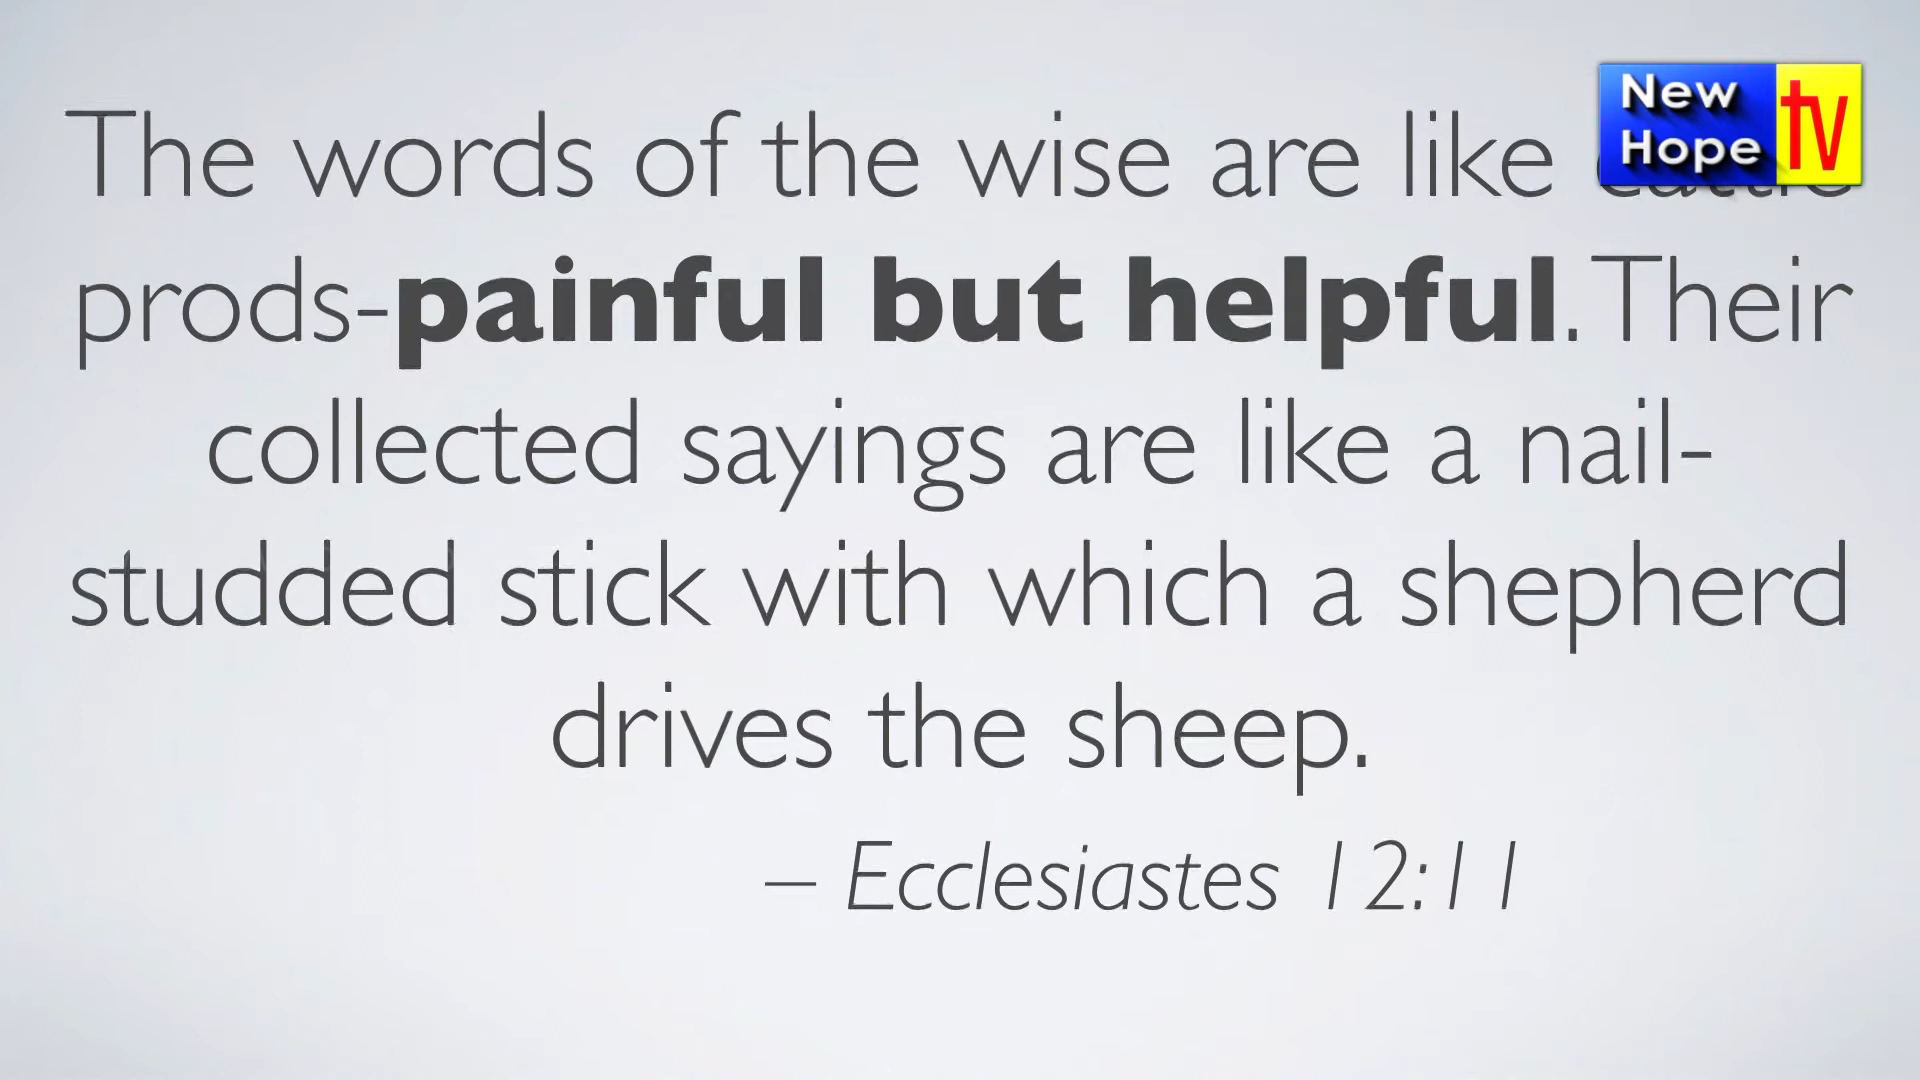 The words of the wise are like cattle
prods-painful but helpful. Their
collected sayings are like a nail-
studded stick with which a shepherd
drives the sheep.
– Ecclesiastes 12:11
New
Hope
tv